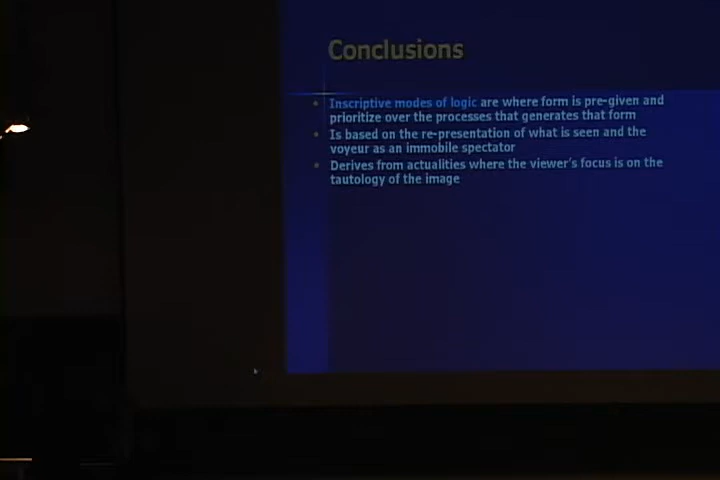 Conclusions
Inscriptive modes of logic are where form is pre-given and
prioritize over the processes that generates that form
Is based on the re-presentation of what is seen and the
voyeur as an immobile spectator
Derives from actualities where the viewer's focus is on the
tautology of the image